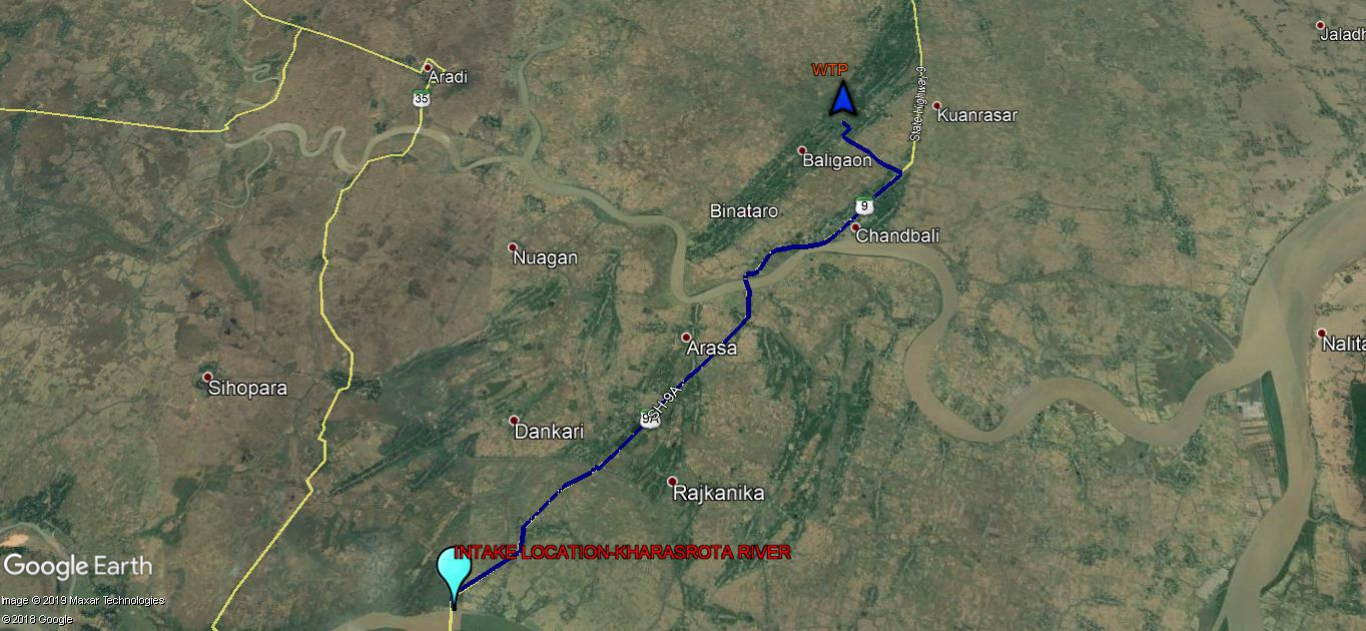 Jaladh
WTP
Aradi
35
State Highway 9
Kuanrasar
Baligaon
9
Binataro
Chandbali
Nuagan
Nalita
Arasa
Sihopara
SH-9A
9A
Dankari
Rajkanika
INTAKE LOCATION-KHARASROTA RIVER
Google Earth
Image © 2019 Maxar Technologies
© 2018 Google